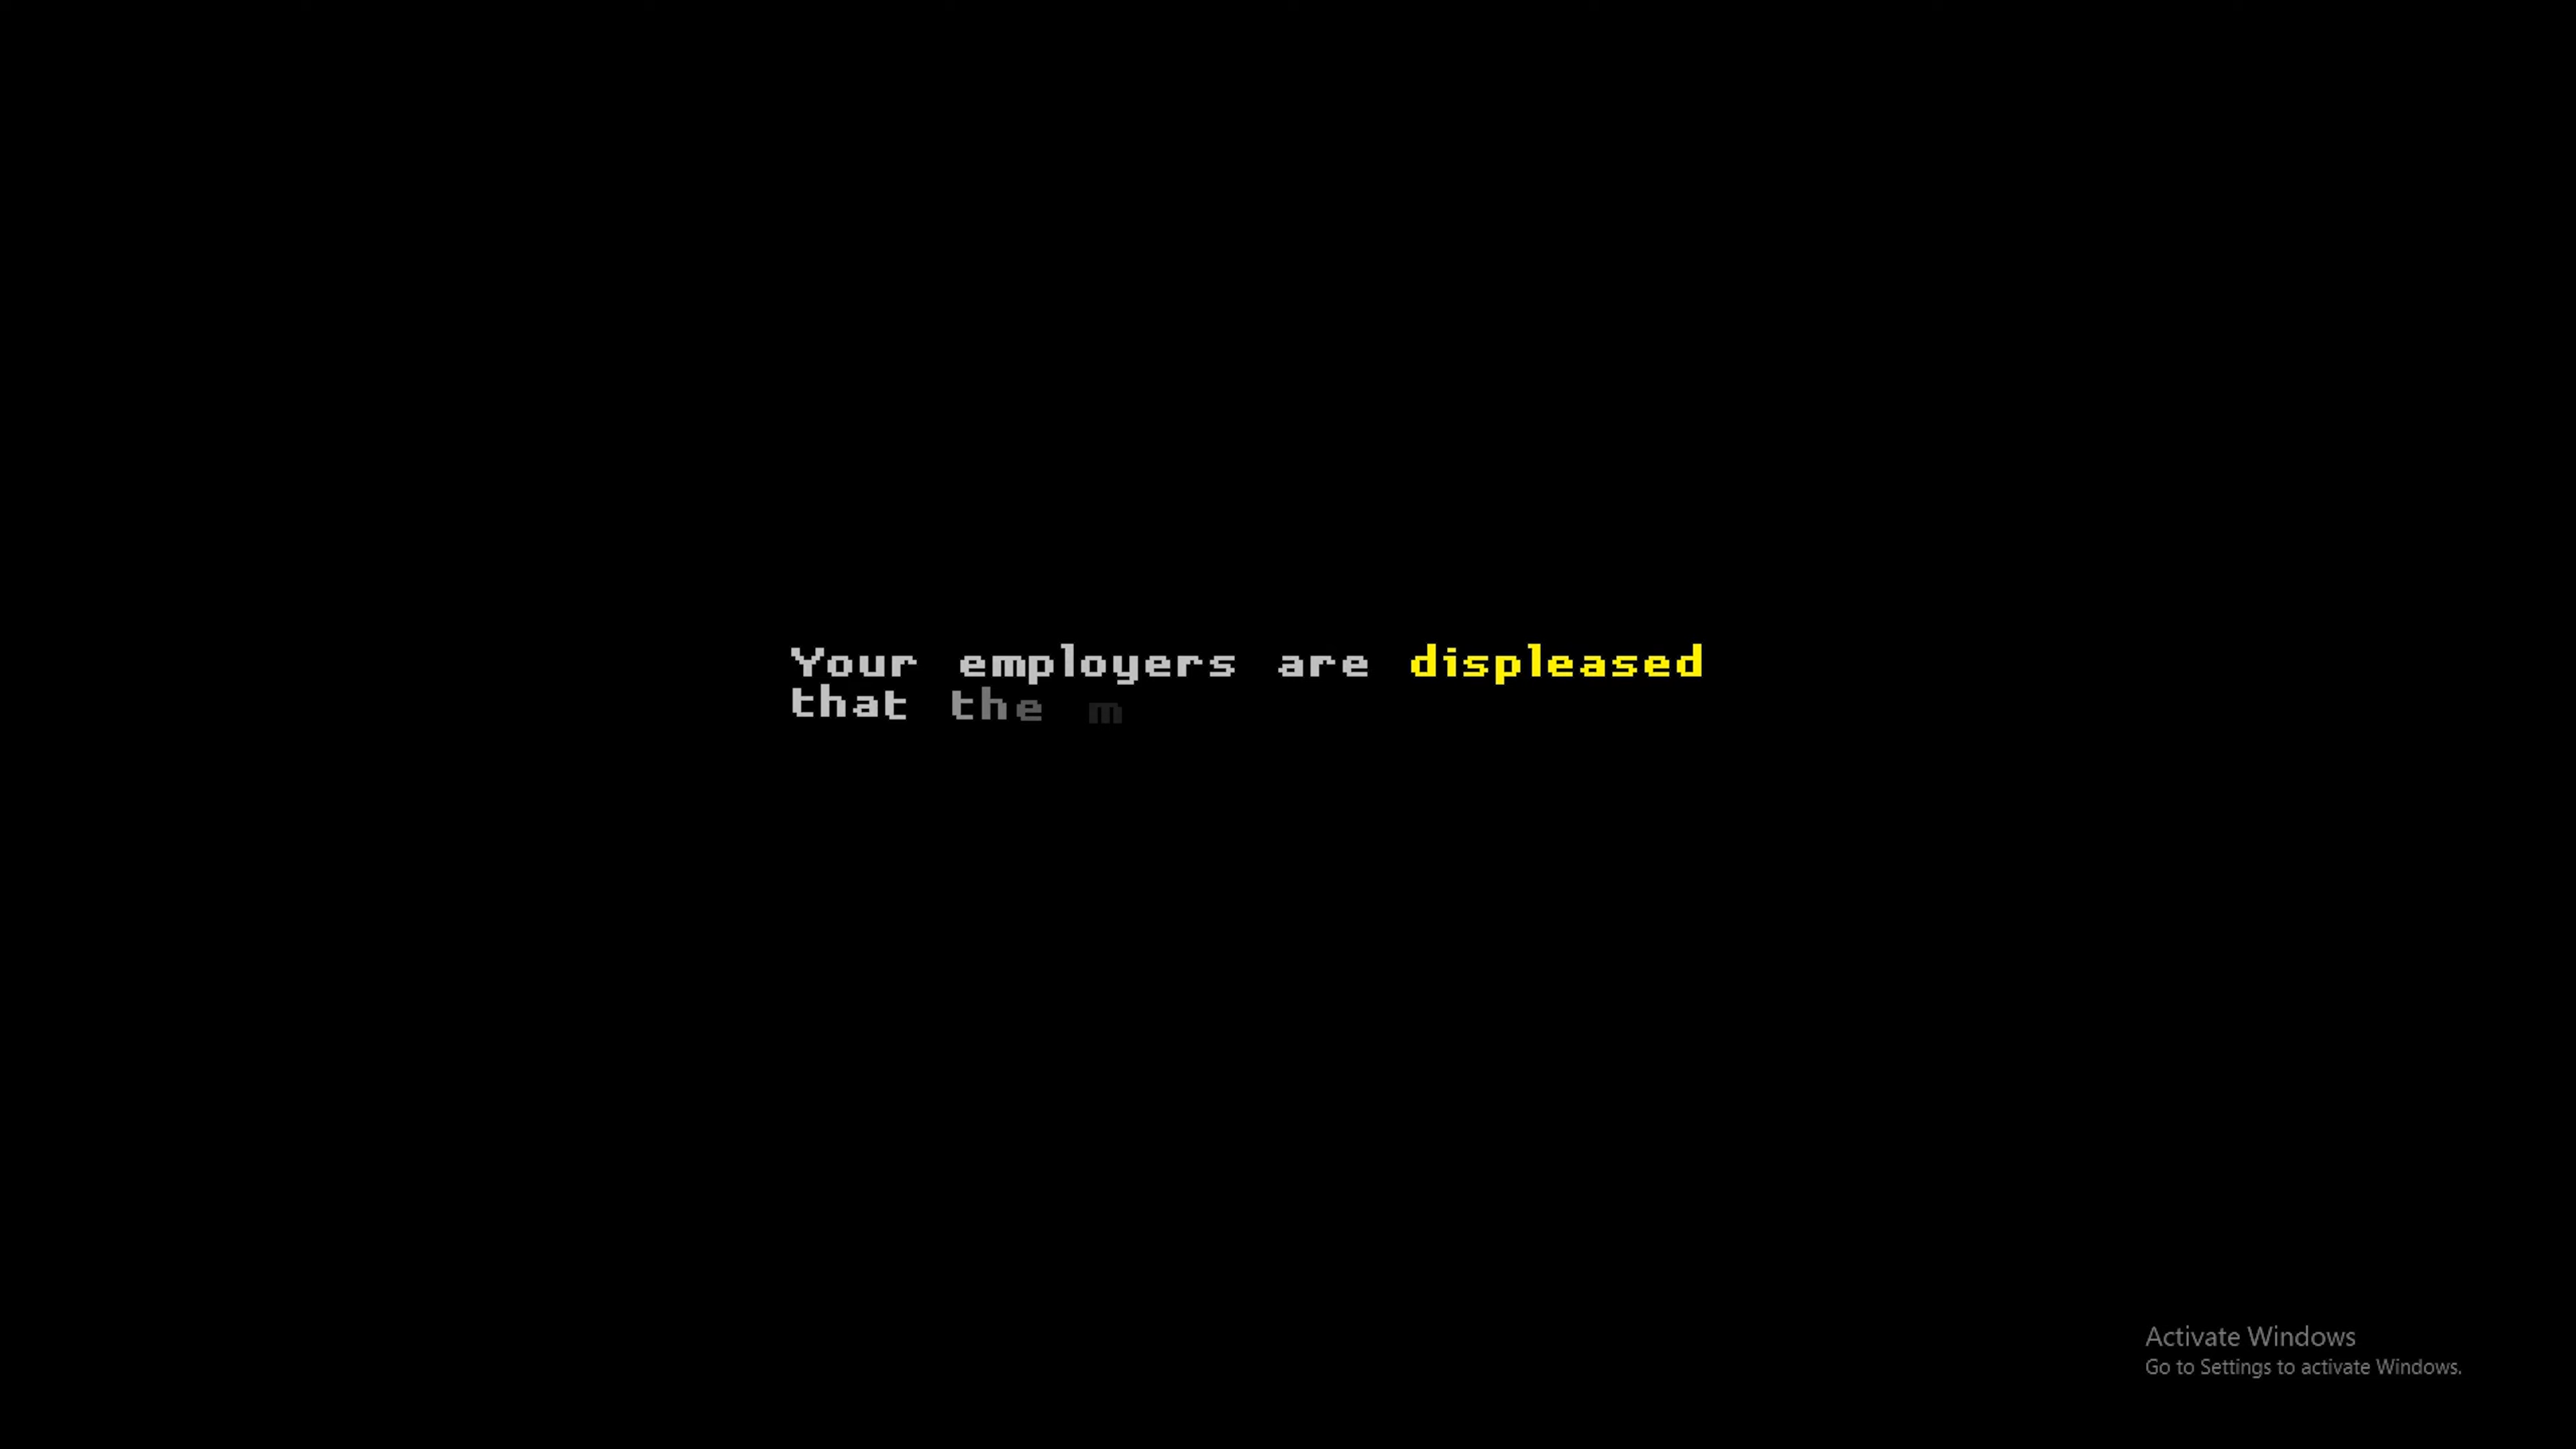 Your employers are displeased
that the m
Activate Windows
Go to Settings to activate Windows.